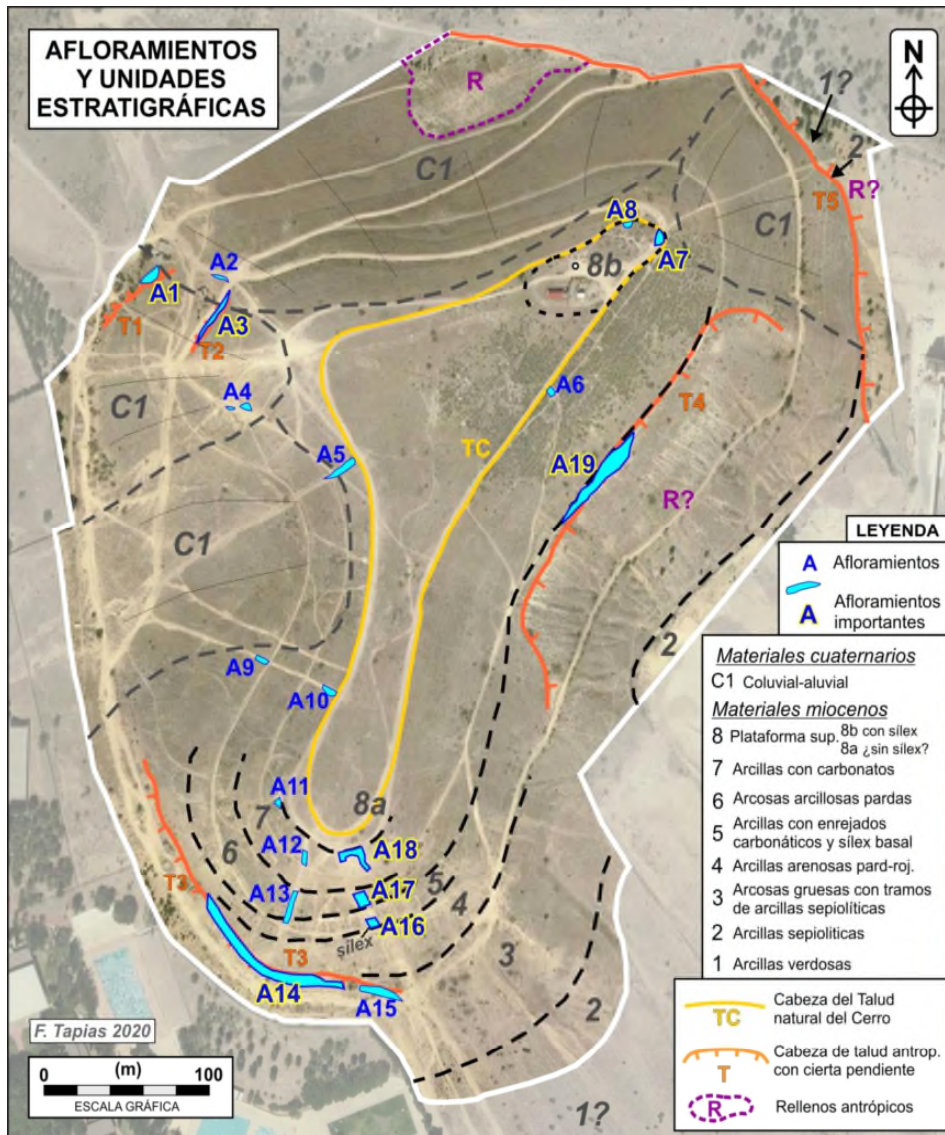 AFLORAMIENTOS
Y UNIDADES
ESTRATIGRÁFICAS
N
R
1?
2
R?
T5
C1
C1
A8
A7
8b
A2
A1
A3
T1
T2
A4
A6
T4
C1
A5
TC
A19
R?
C1
2
A9
A10
A11
7
8a
A12
A18
6
A13
A17
5
4
A16
T3
sílex
T3
3
A14
A15
2
1?
LEYENDA
A Afloramientos
Afloramientos
A importantes
Materiales cuaternarios
C1 Coluvial-aluvial
Materiales miocenos
8 Plataforma sup. 8b con sílex
8a ¿sin sílex?
7 Arcillas con carbonatos
6 Arcosas arcillosas pardas
5 Arcillas con enrejados
carbonáticos y sílex basal
4 Arcillas arenosas pard-roj.
3 Arcosas gruesas con tramos
de arcillas sepiolíticas
2 Arcillas sepioliticas
1 Arcillas verdosas
Cabeza del Talud
TC natural del Cerro
Cabeza de talud antrop.
T con cierta pendiente
R Rellenos antrópicos
F. Tapias 2020
0 (m) 100
ESCALA GRÁFICA